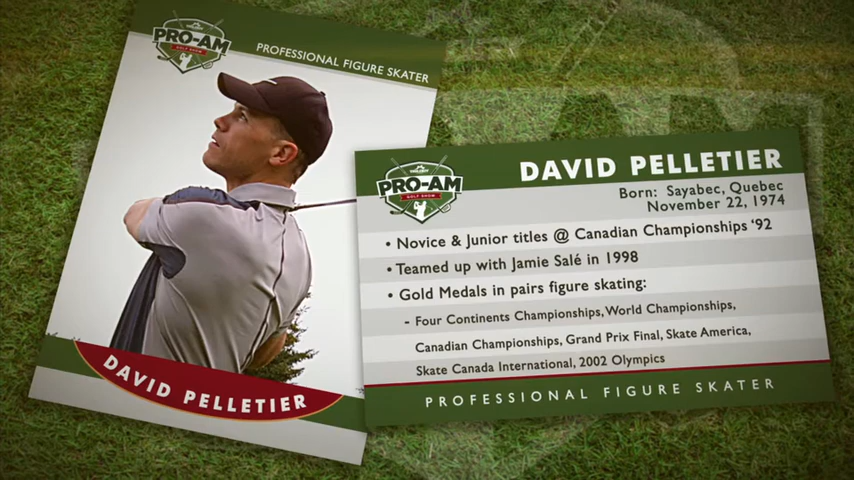 PRO-AM
GOLF SHOW
PROFESSIONAL FIGURE SKATER
DAVID PELLETIER
PRO-AM
GOLF SHOW
DAVID PELLETIER
Born: Sayabec, Quebec
November 22, 1974
• Novice & Junior titles @ Canadian Championships ‘92
• Teamed up with Jamie Salé in 1998
• Gold Medals in pairs figure skating:
- Four Continents Championships, World Championships,
Canadian Championships, Grand Prix Final, Skate America,
Skate Canada International, 2002 Olympics
PROFESSIONAL FIGURE SKATER